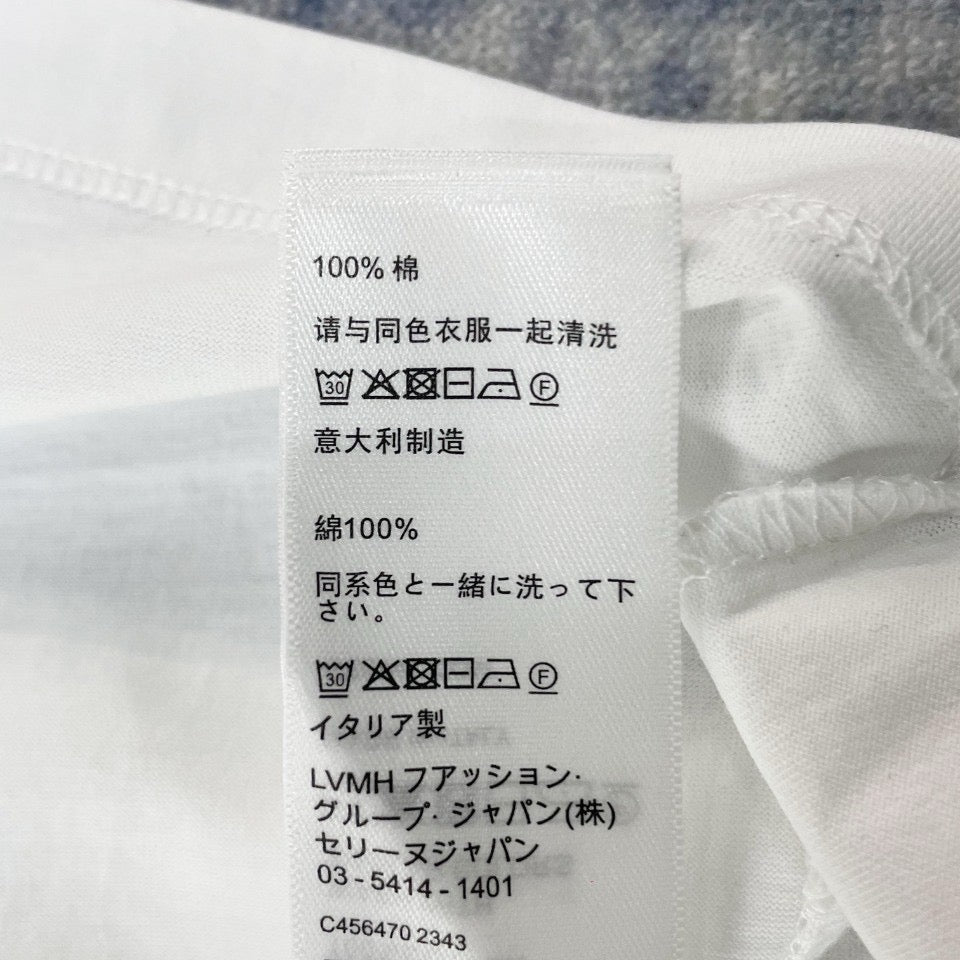 100% 棉
请与同色衣服一起清洗
30 F
意大利制造
綿100%
同系色と一緒に洗って下
さい。
30 F
イタリア製
LVMH フアッション·
グループ· ジャパン(株)
セリーヌジャパン
03 - 5414 - 1401
C456470 2343